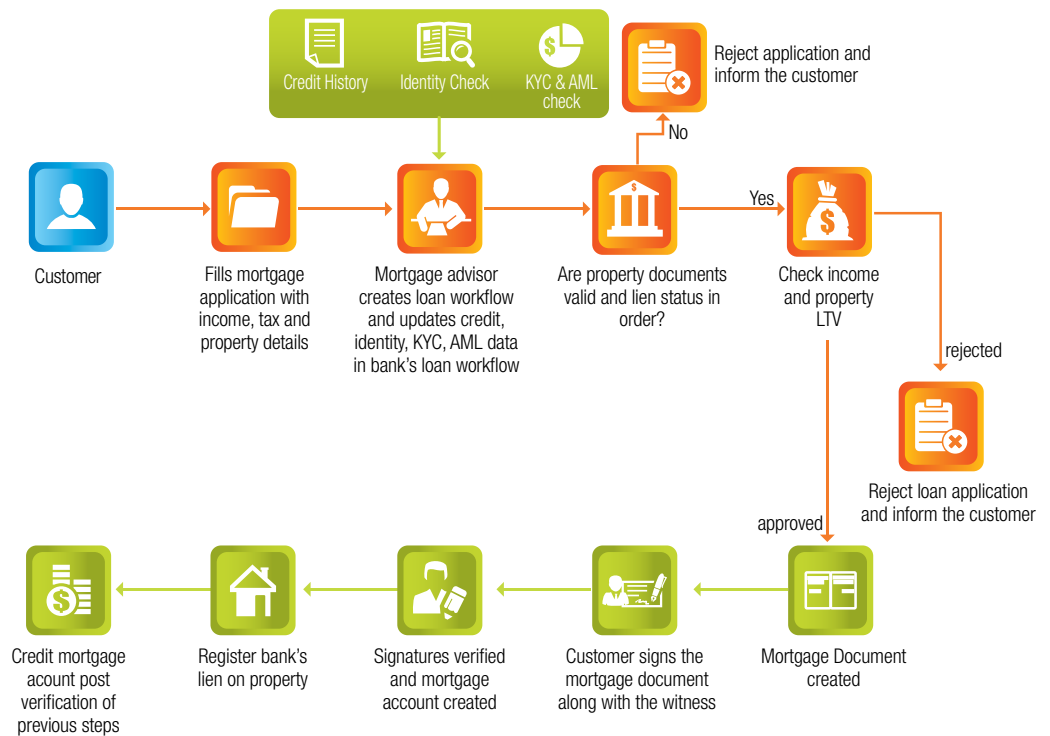 Credit History
Identity Check
KYC & AML
check
Reject application and
inform the customer
No
Yes
Customer
Fills mortgage
application with
income, tax and
property details
Mortgage advisor
creates loan workflow
and updates credit,
identity, KYC, AML data
in bank's loan workflow
Are property documents
valid and lien status in
order?
Check income
and property
LTV
rejected
Reject loan application
and inform the customer
approved
Credit mortgage
acount post
verification of
previous steps
Register bank's
lien on property
Signatures verified
and mortgage
account created
Customer signs the
mortgage document
along with the witness
Mortgage Document
created